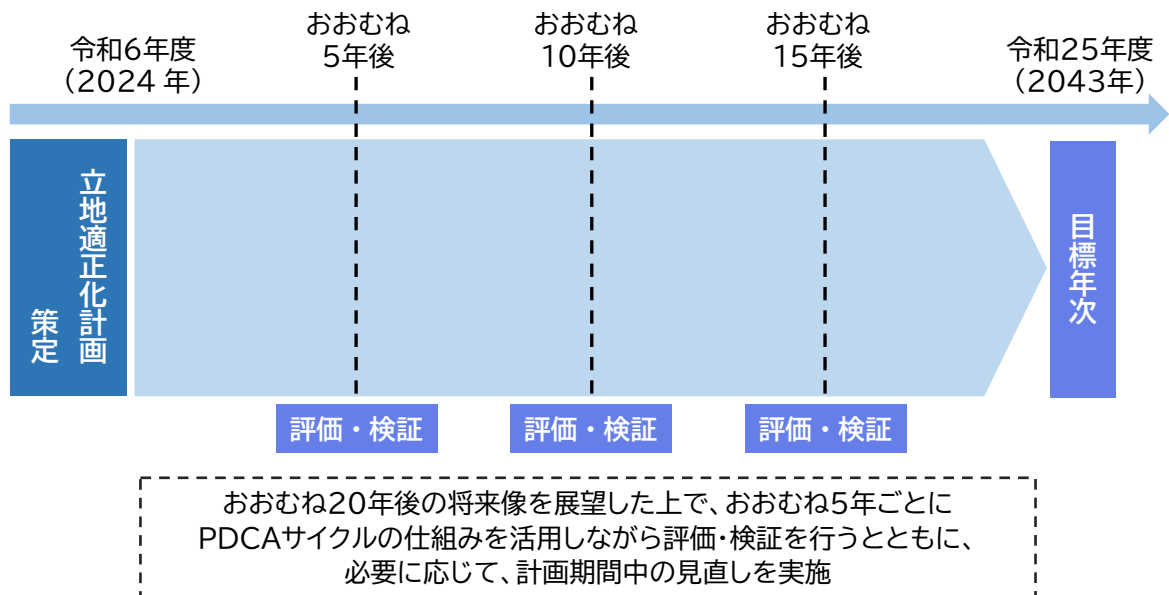 令和6年度
（2024 年）
おおむね
5年後
おおむね
10年後
おおむね
15年後
令和25年度
（2043年）
立地適正化計画
策定
目標年次
評価・検証
評価・検証
評価・検証
おおむね20年後の将来像を展望した上で、おおむね5年ごとに
PDCAサイクルの仕組みを活用しながら評価・検証を行うとともに、
必要に応じて、計画期間中の見直しを実施